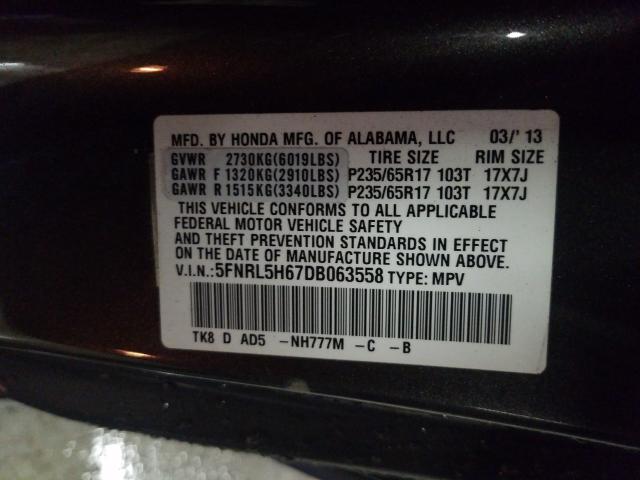 MFD. BY HONDA MFG. OF ALABAMA, LLC 03/' 13
GVWR 2730KG(6019LBS) TIRE SIZE RIM SIZE
GAWR F 1320KG(2910LBS) P235/65R17 103T 17X7J
GAWR R 1515KG(3340LBS) P235/65R17 103T 17X7J
THIS VEHICLE CONFORMS TO ALL APPLICABLE
FEDERAL MOTOR VEHICLE SAFETY
AND THEFT PREVENTION STANDARDS IN EFFECT
ON THE DATE OF MANUFACTURE SHOWN ABOVE.
V.I.N.:5FNRL5H67DB063558 TYPE: MPV
TK8 D AD5 -NH777M -C -B